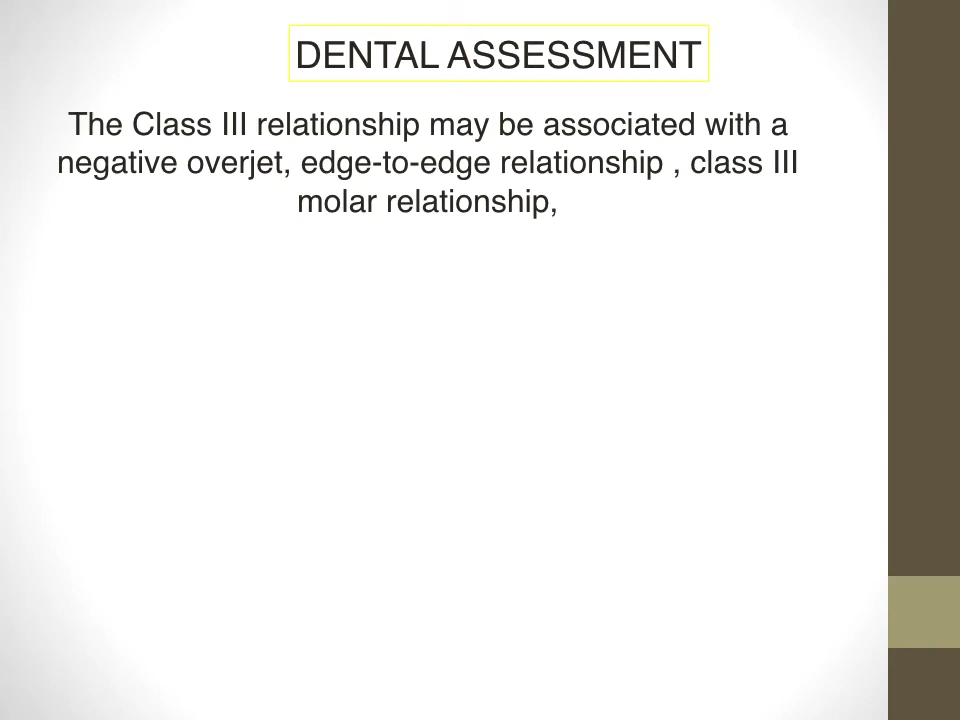 DENTAL ASSESSMENT
The Class III relationship may be associated with a
negative overjet, edge-to-edge relationship , class III
molar relationship,